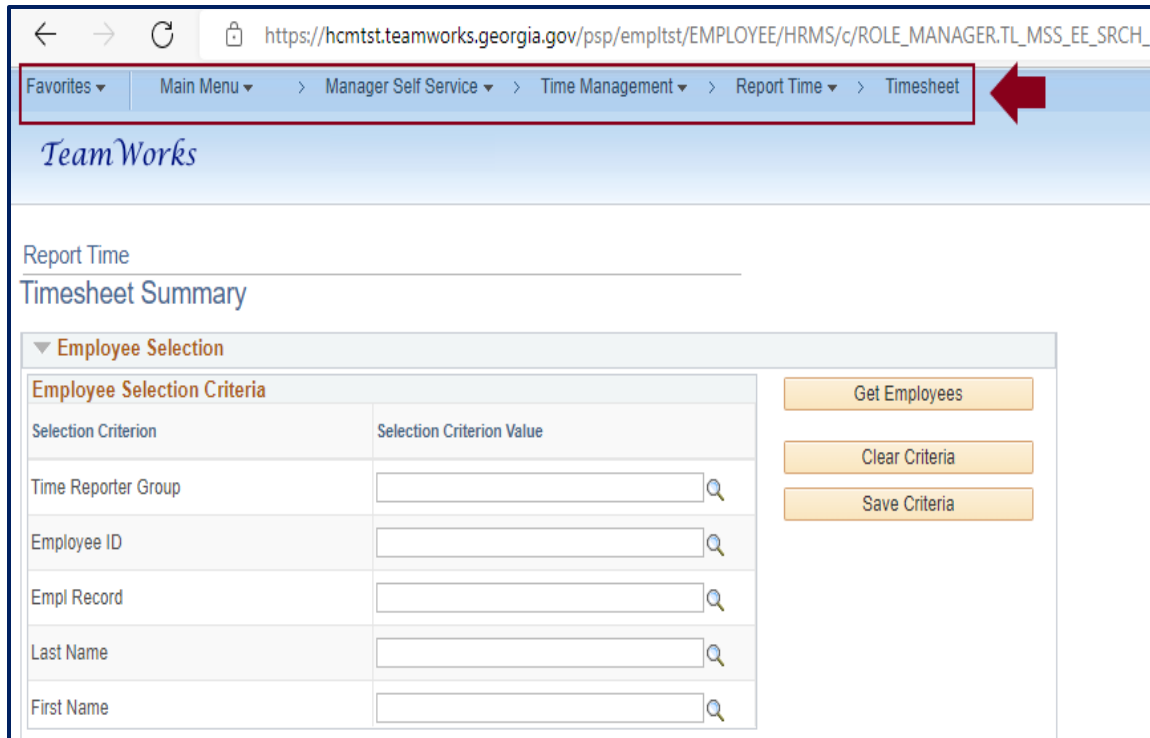 https://hcmtst.teamworks.georgia.gov/psp/empltst/EMPLOYEE/HRMS/c/ROLE_MANAGER.TL_MSS_EE_SRCH_
Favorites Main Menu > Manager Self Service > Time Management > Report Time > Timesheet
TeamWorks
Report Time
Timesheet Summary
Employee Selection
Employee Selection Criteria
Get Employees
Selection Criterion Selection Criterion Value
Clear Criteria
Time Reporter Group
Save Criteria
Employee ID
Empl Record
Last Name
First Name